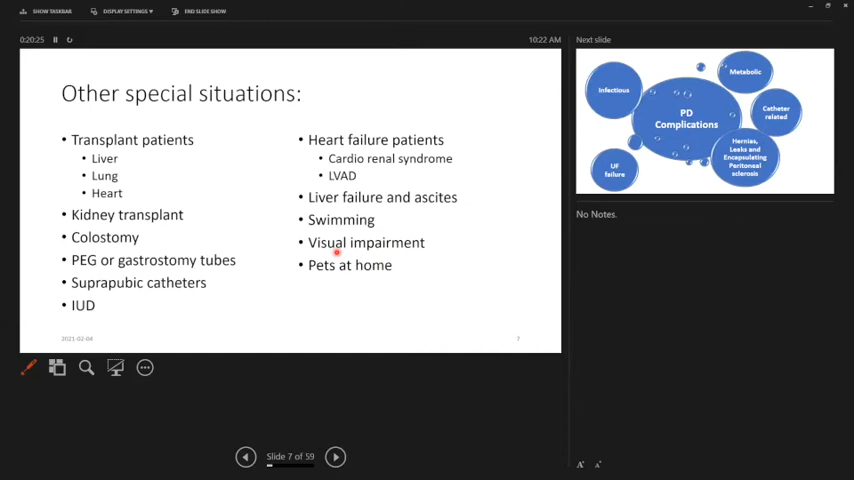 SHOW TASKBAR
DISPLAY SETTINGS
END SLIDE SHOW
0:20:25
10:22 AM
Other special situations:
• Transplant patients
• Liver
• Lung
• Heart
• Kidney transplant
• Colostomy
• PEG or gastrostomy tubes
• Suprapubic catheters
• IUD
• Heart failure patients
• Cardio renal syndrome
• LVAD
• Liver failure and ascites
• Swimming
• Visual impairment
• Pets at home
2021-02-04
7
Slide 7 of 59
Next slide
Infectious
Metabolic
PD
Complications
Catheter
related
Hernias,
Leaks and
Encapsulating
Peritoneal
sclerosis
UF
failure
No Notes.
A
A